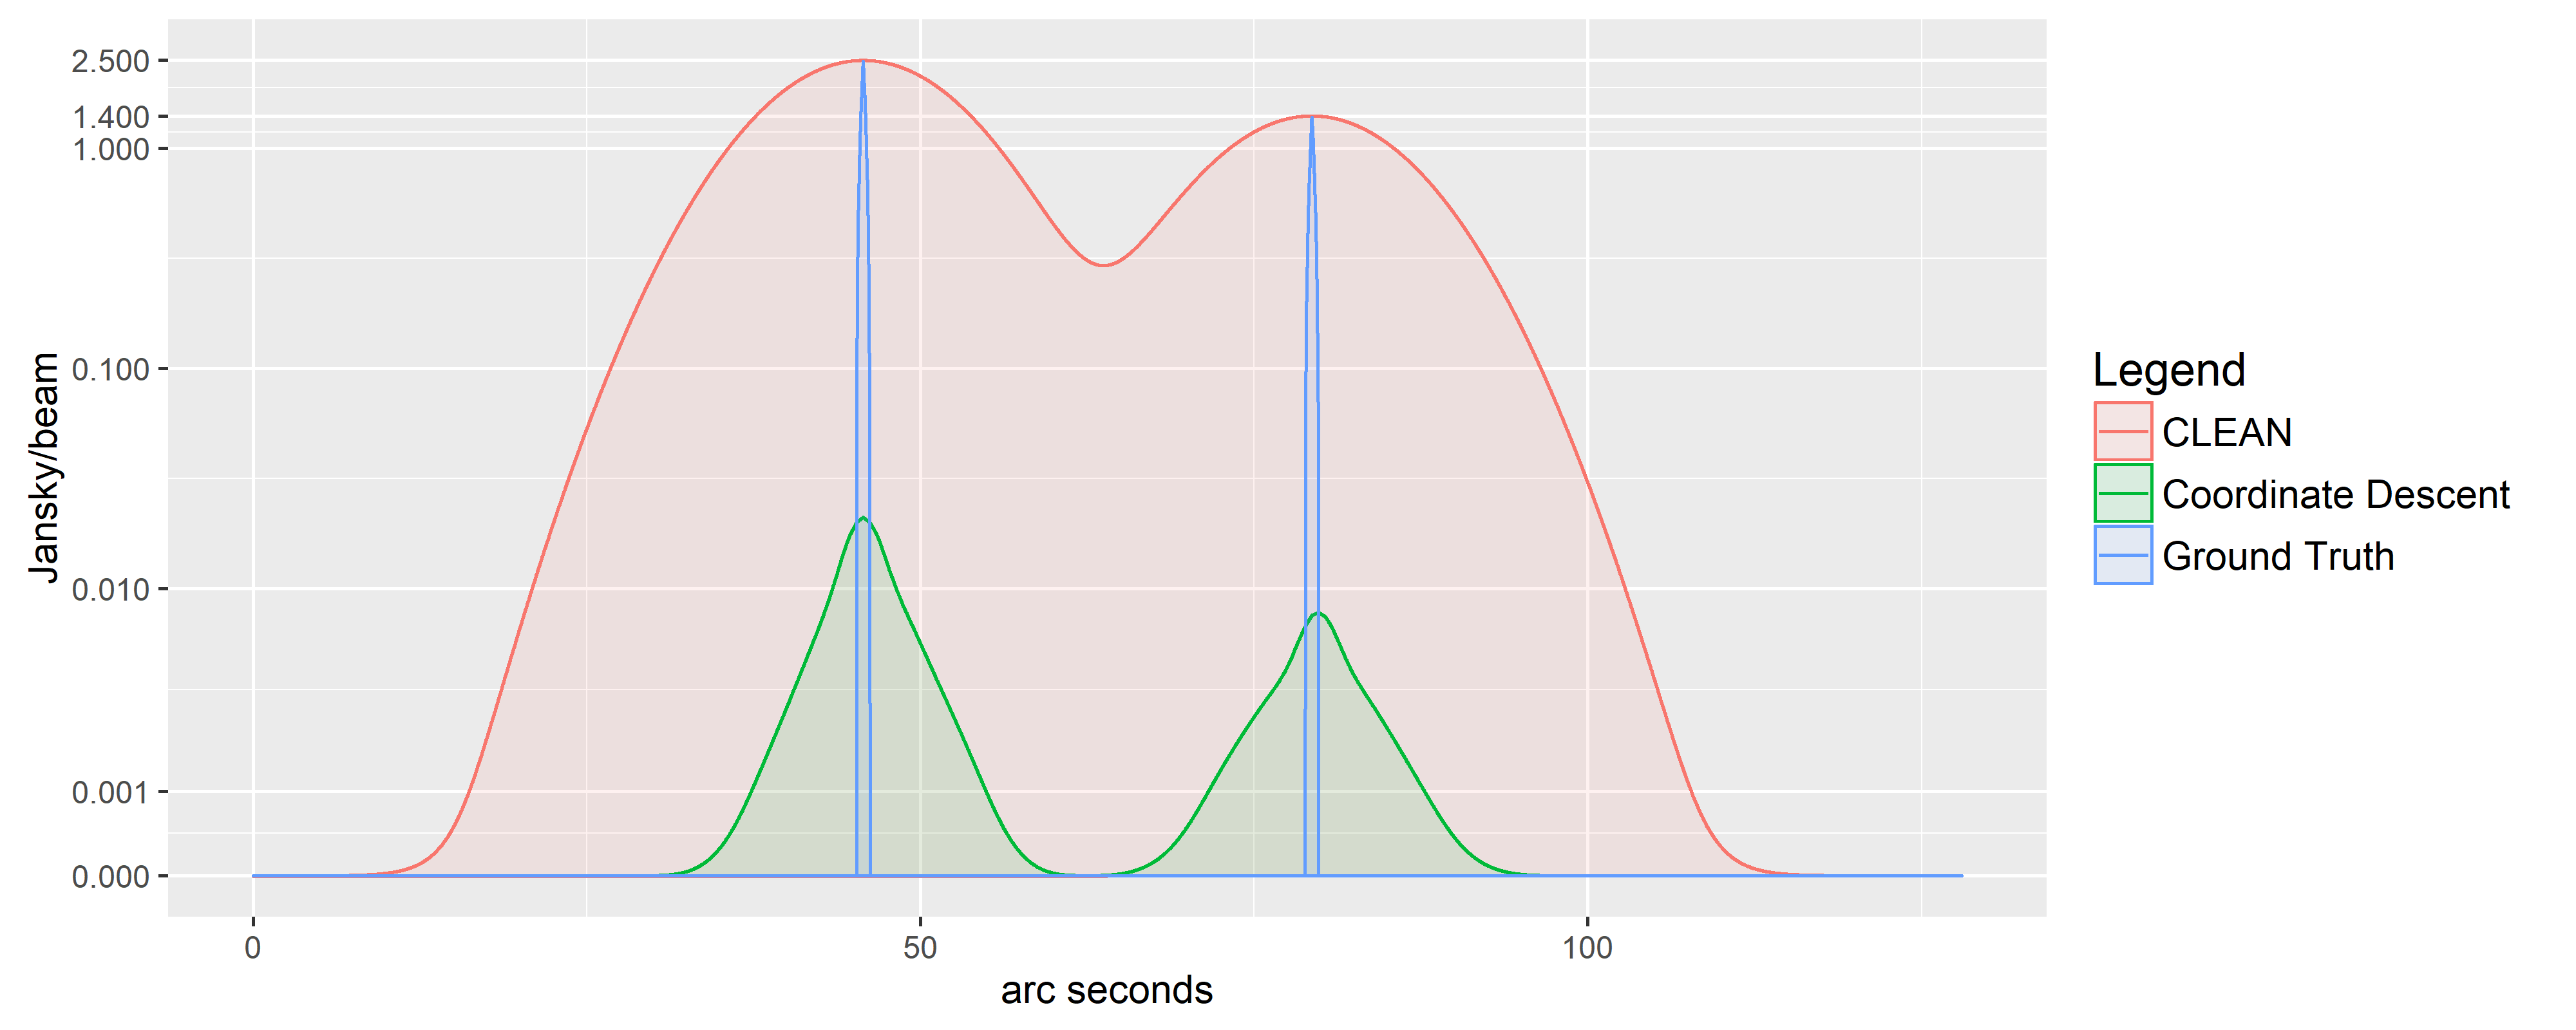 2.500
1.400
1.000
0.100
0.010
0.001
0.000
Jansky/beam
0
50
100
arc seconds
Legend
CLEAN
Coordinate Descent
Ground Truth